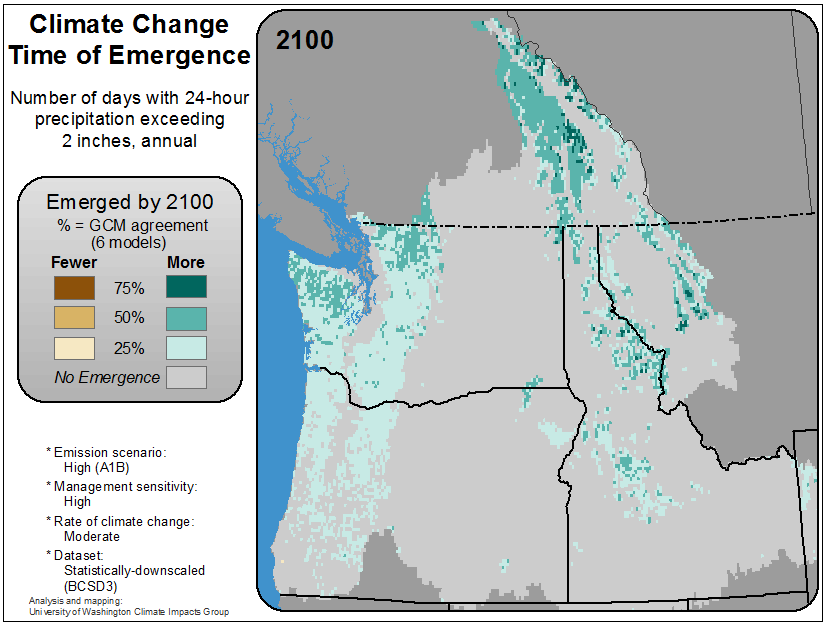 Climate Change
Time of Emergence
Number of days with 24-hour
precipitation exceeding
2 inches, annual
Emerged by 2100
% = GCM agreement
(6 models)
Fewer More
75%
50%
25%
No Emergence
* Emission scenario:
High (A1B)
* Management sensitivity:
High
* Rate of climate change:
Moderate
* Dataset:
Statistically-downscaled
(BCSD3)
Analysis and mapping:
University of Washington Climate Impacts Group
2100